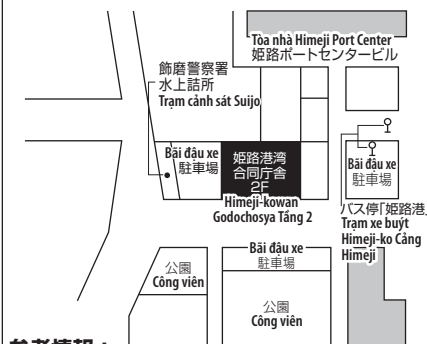 Tòa nhà Himeji Port Center
姫路ポートセンタービル
飾磨警察署
水上詰所
Trạm cảnh sát Suijo
Bãi đậu xe
駐車場
姫路港湾
合同庁舎
2F
Himeji-kowan
Godochosya Tầng 2
Bãi đậu xe
駐車場
バス停「姫路港」
Trạm xe buýt
Himeji-ko Cảng
Himeji
Bãi đậu xe
駐車場
公園
Công viên
公園
Công viên